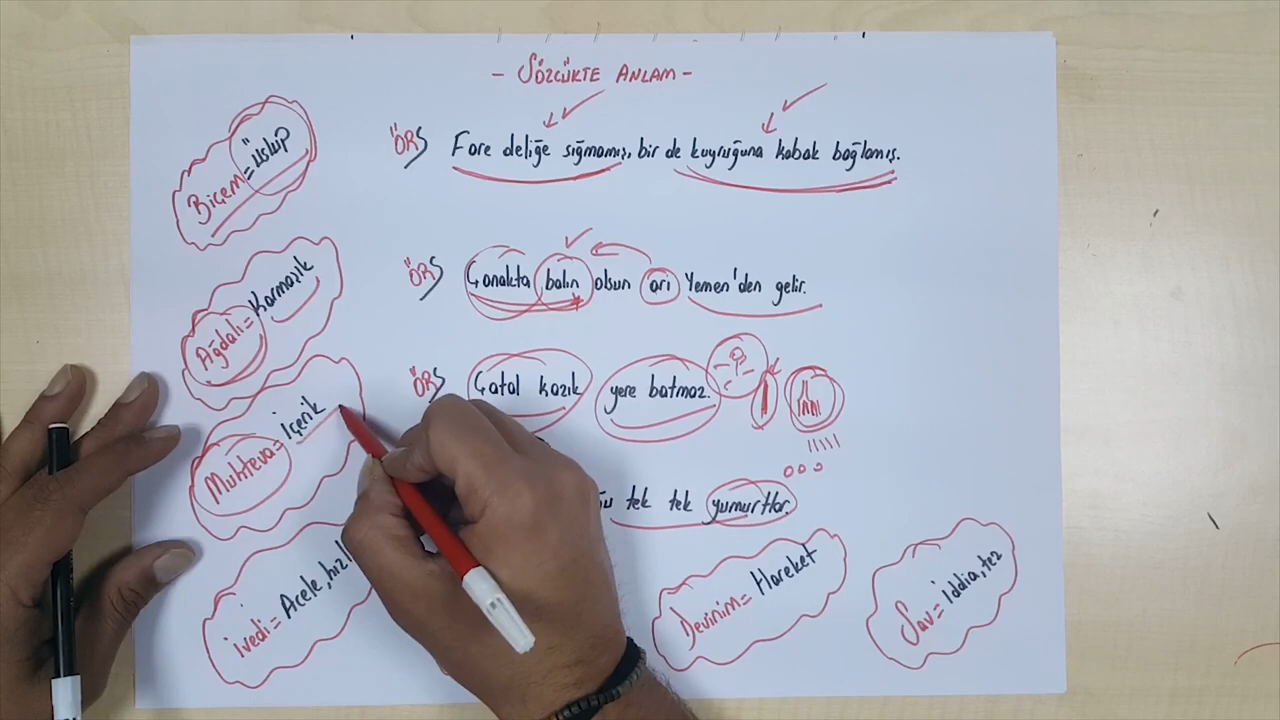 - SÖZCÜKTE ANLAM -
Biçem = üslup
ÖRS Fare deliğe sığmamış, bir de kuyruğuna kabak bağlamış.
Ağdalı = Karmaşık
ÖRS Çanakta balın olsun arı Yemen'den gelir.
Muhteva = İçerik
ÖRS Çatal kazık yere batmaz.
tek tek yumurtlar.
İvedi = Acele, hızlı
Devinim = Hareket
Sav = İddia, tez